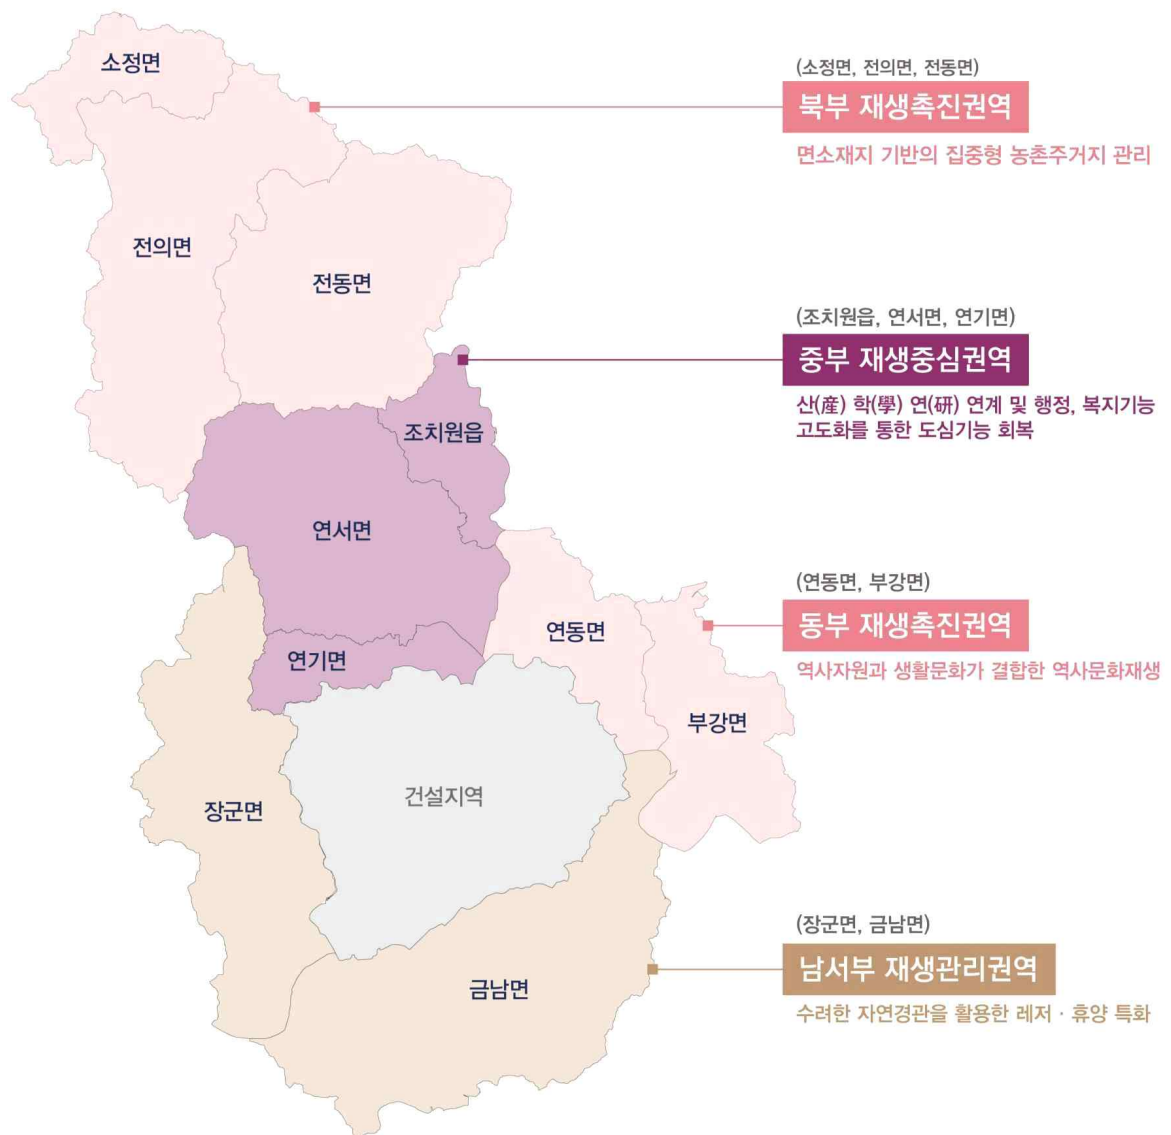 소정면
전의면
전동면
조치원읍
연서면
연기면
연동면
부강면
건설지역
장군면
금남면
(소정면, 전의면, 전동면)
북부 재생촉진권역
면소재지 기반의 집중형 농촌주거지 관리
(조치원읍, 연서면, 연기면)
중부 재생중심권역
산(産) 학(學) 연(硏) 연계 및 행정, 복지기능
고도화를 통한 도심기능 회복
(연동면, 부강면)
동부 재생촉진권역
역사자원과 생활문화가 결합한 역사문화재생
(장군면, 금남면)
남서부 재생관리권역
수려한 자연경관을 활용한 레저 · 휴양 특화